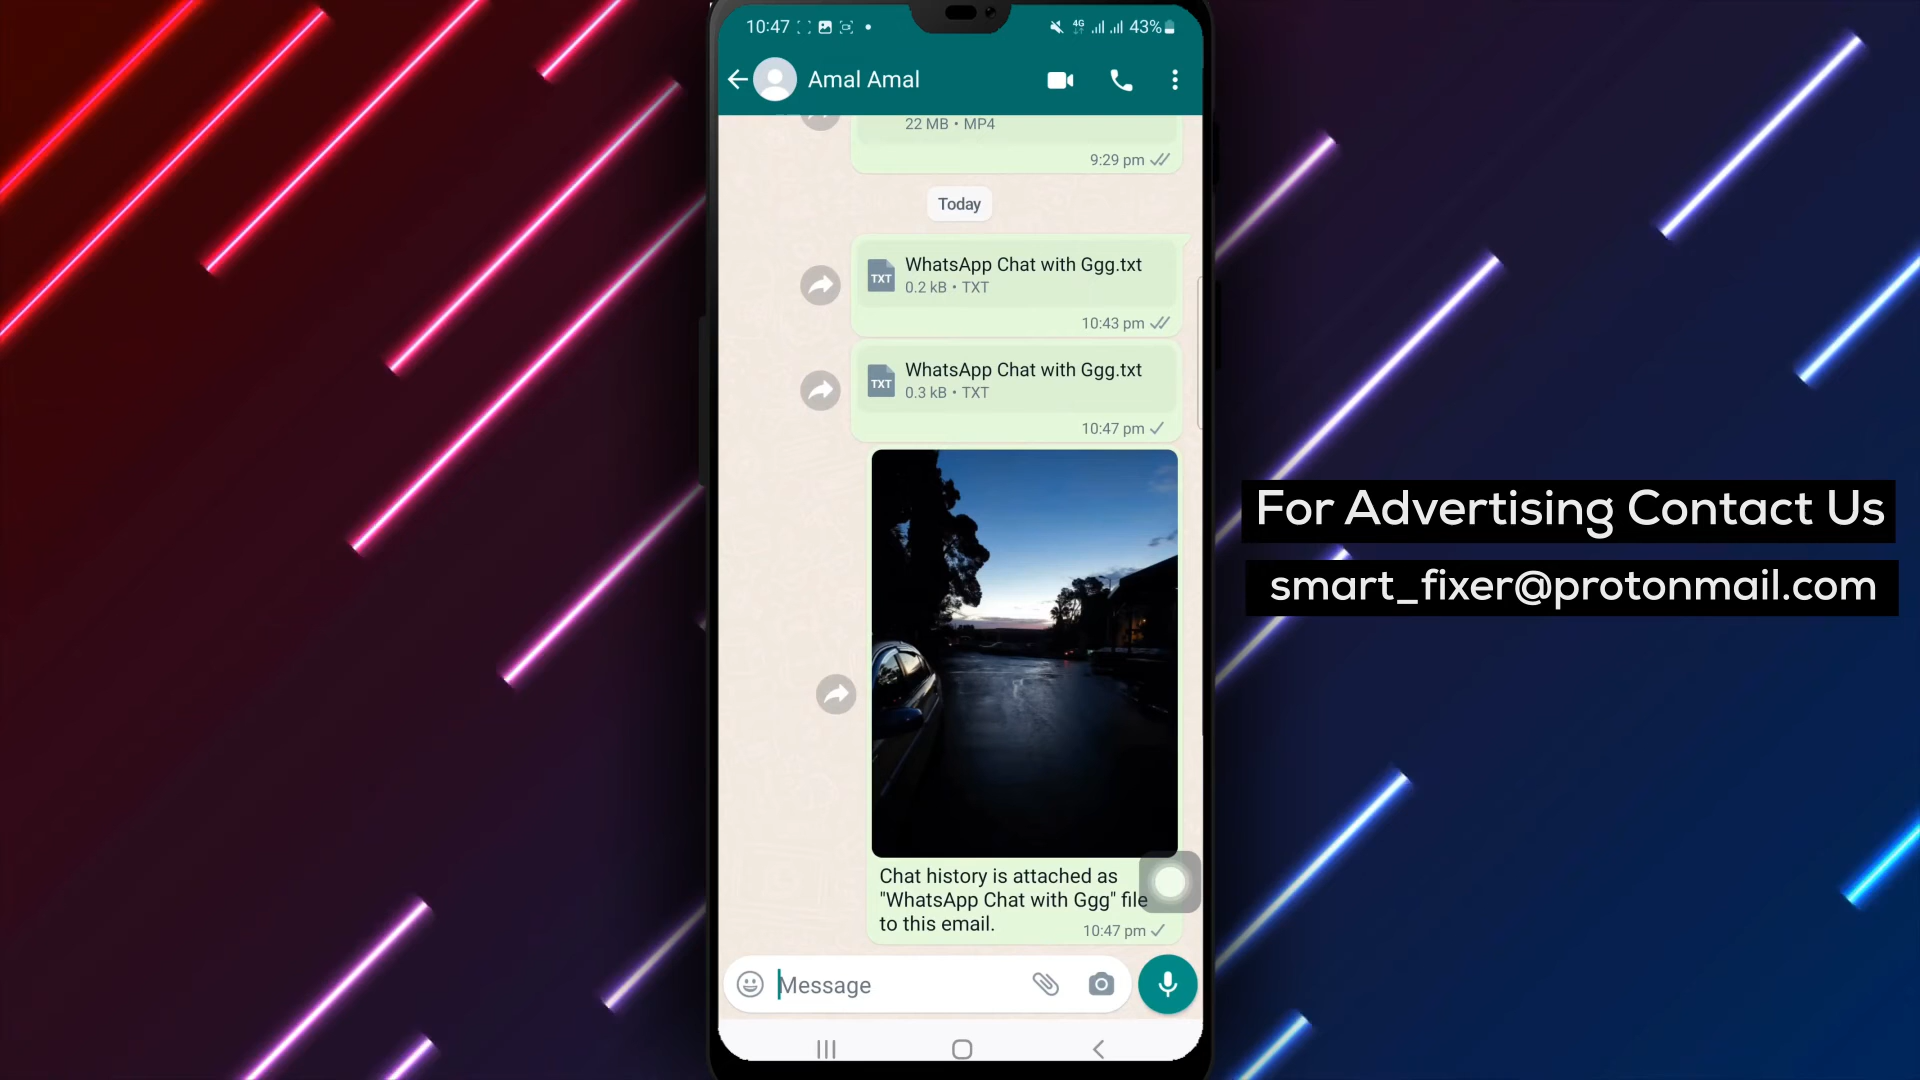 10:47
4G
43%
Amal Amal
22 MB • MP4
9:29 pm
Today
WhatsApp Chat with Ggg.txt
TXT
0.2 kB • TXT
10:43 pm
WhatsApp Chat with Ggg.txt
TXT
0.3 kB • TXT
10:47 pm
Chat history is attached as
"WhatsApp Chat with Ggg" file
to this email.
10:47 pm
Message
For Advertising Contact Us
smart_fixer@protonmail.com